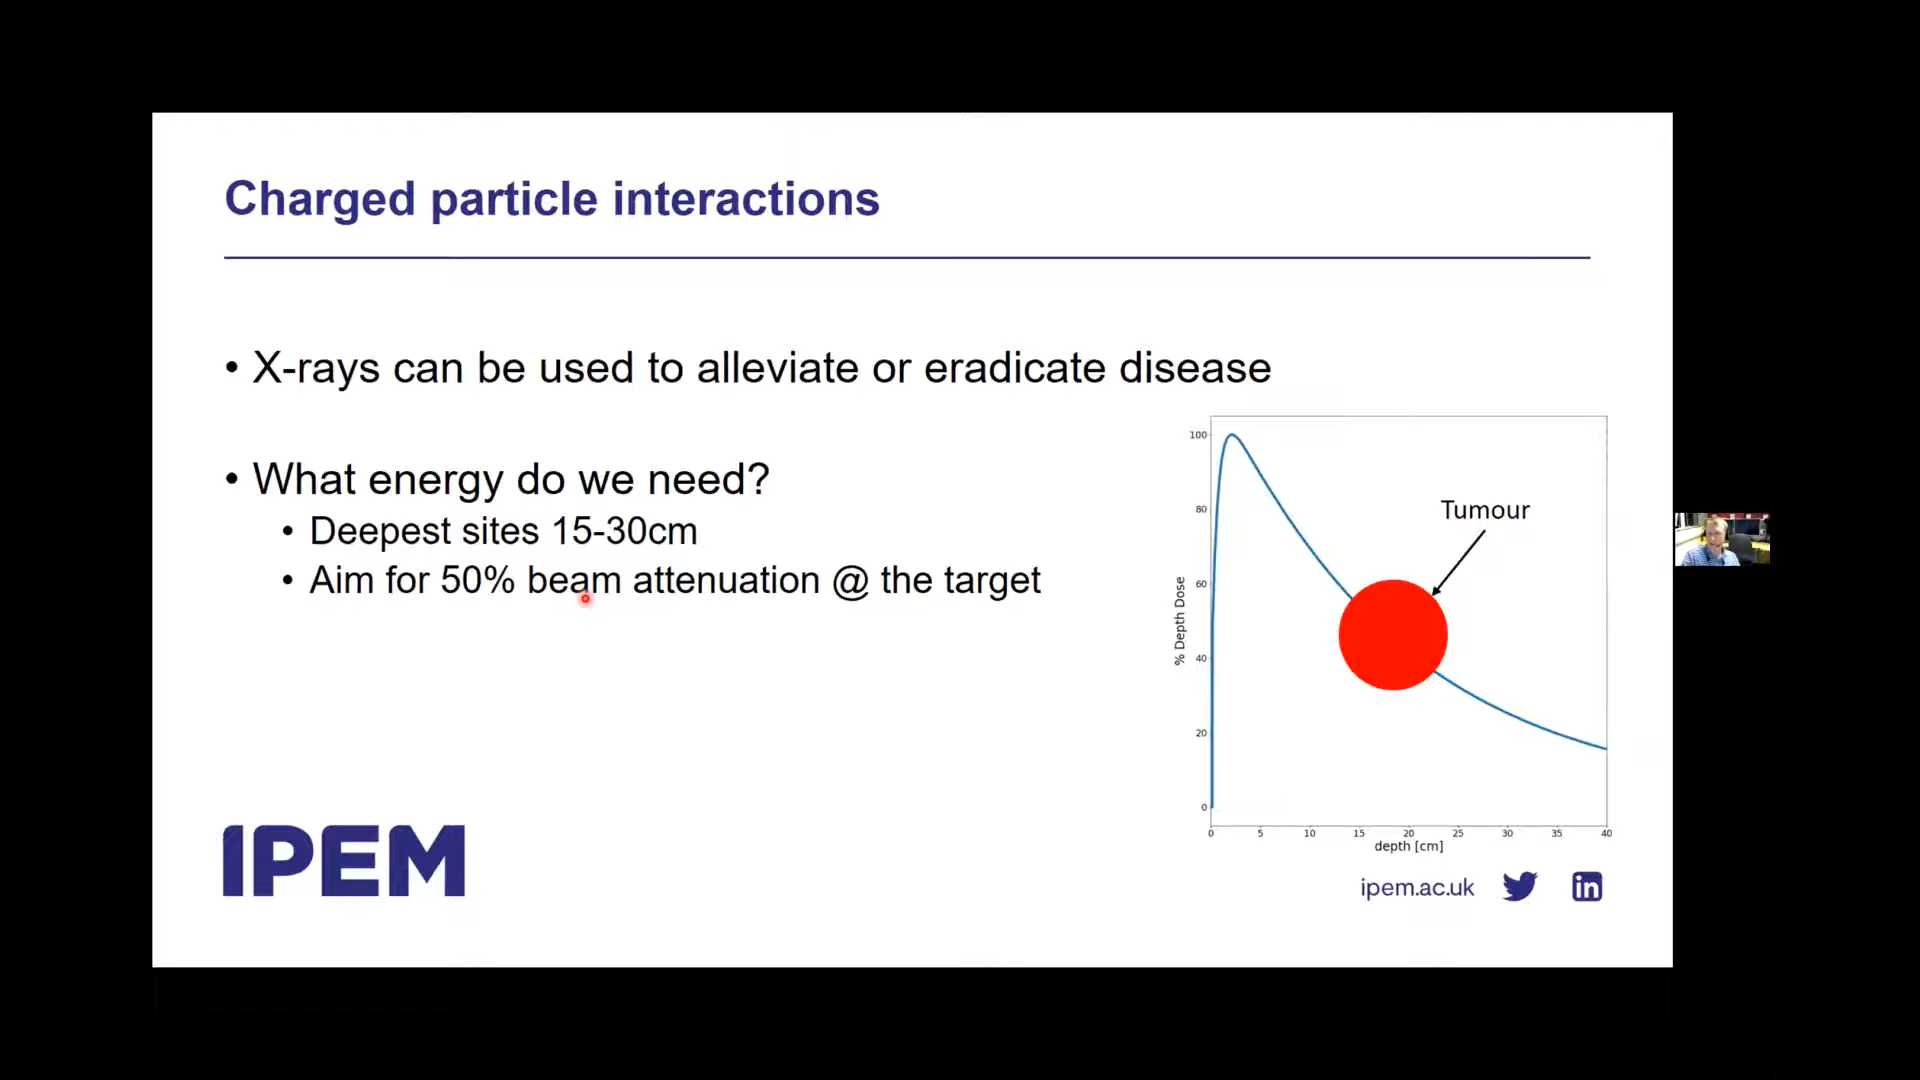 Charged particle interactions
• X-rays can be used to alleviate or eradicate disease
• What energy do we need?
• Deepest sites 15-30cm
• Aim for 50% beam attenuation @ the target
Tumour
% Depth Dose
100
80
60
40
20
0
0 5 10 15 20 25 30 35 40
depth [cm]
IPEM
ipem.ac.uk
in